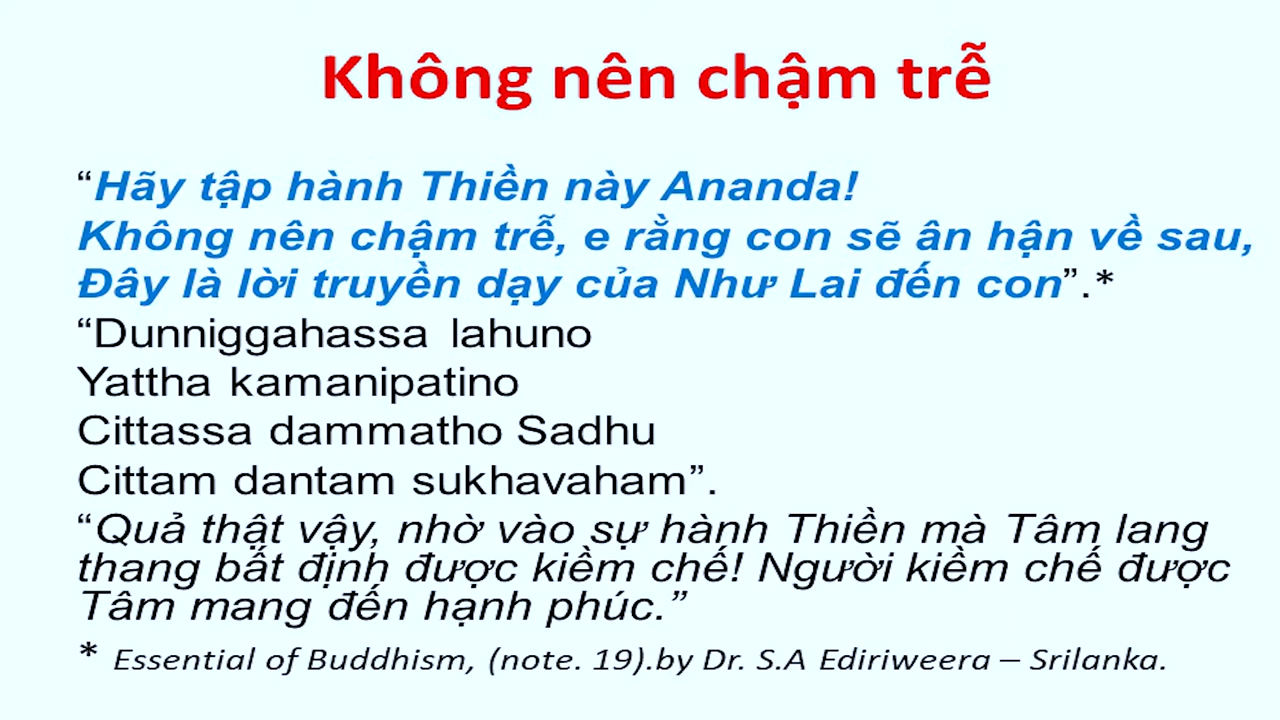 Không nên chậm trễ
“Hãy tập hành Thiền này Ananda!
Không nên chậm trễ, e rằng con sẽ ân hận về sau,
Đây là lời truyền dạy của Như Lai đến con”.*
“Dunniggahassa lahuno
Yattha kamanipatino
Cittassa dammatho Sadhu
Cittam dantam sukhavaham”.
“Quả thật vậy, nhờ vào sự hành Thiền mà Tâm lang
thang bất định được kiềm chế! Người kiềm chế được
Tâm mang đến hạnh phúc.”
* Essential of Buddhism, (note. 19).by Dr. S.A Ediriweera – Srilanka.